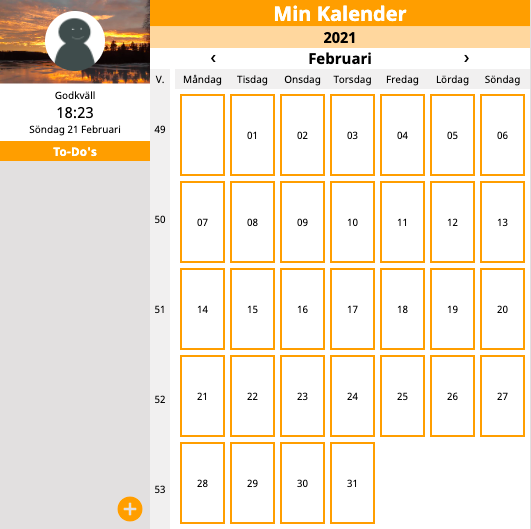 Min Kalender
2021
‹ Februari ›
Godkväll
18:23
Söndag 21 Februari
To-Do's
+
V. Måndag Tisdag Onsdag Torsdag Fredag Lördag Söndag
49 01 02 03 04 05 06
50 07 08 09 10 11 12 13
51 14 15 16 17 18 19 20
52 21 22 23 24 25 26 27
53 28 29 30 31